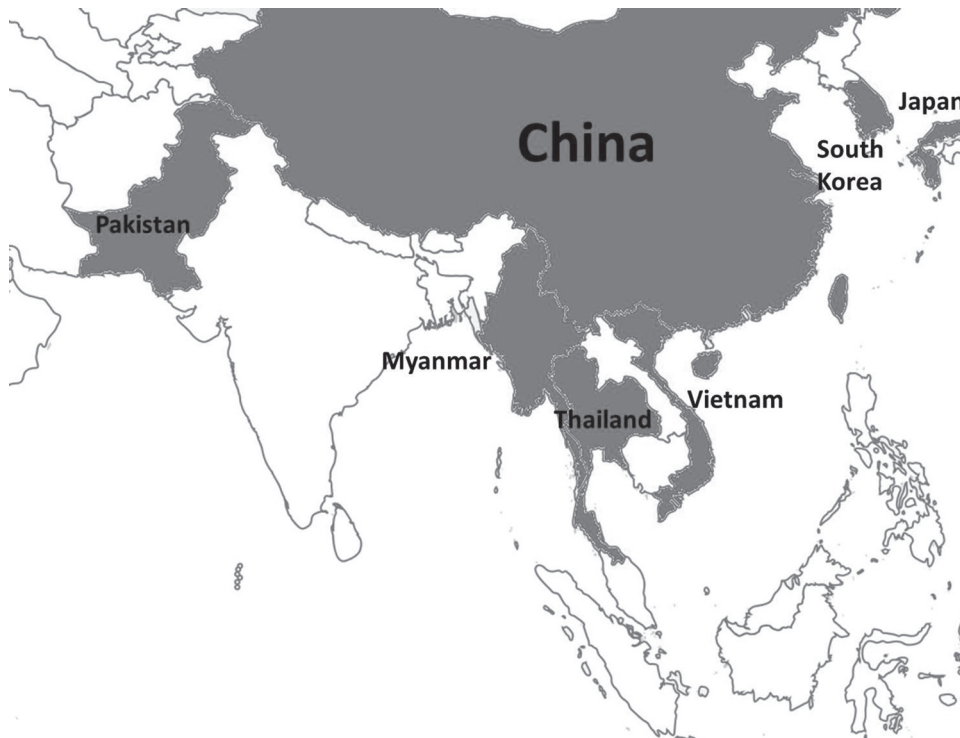 Japan
China
South
Korea
Pakistan
Myanmar
Vietnam
Thailand